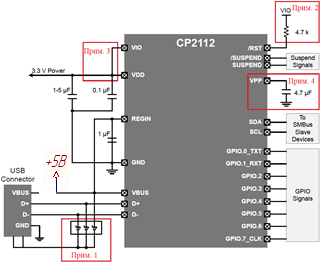 Прим. 2
VIO
4.7 k
Прим. 3
CP2112
VIO
/RST
3.3 V Power
VDD
/SUSPEND
SUSPEND
Suspend
Signals
Прим. 4
1-5 µF
0.1 µF
VPP
4.7 µF
REGIN
1 µF
SDA
SCL
To
SMBus
Slave
Devices
GND
GPIO.0_TXT
GPIO.1_RXT
GPIO.2
GPIO.3
GPIO.4
GPIO.5
GPIO.6
GPIO.7_CLK
GPIO
Signals
+5В
USB
Connector
VBUS
D+
D-
GND
VBUS
D+
D-
Прим. 1